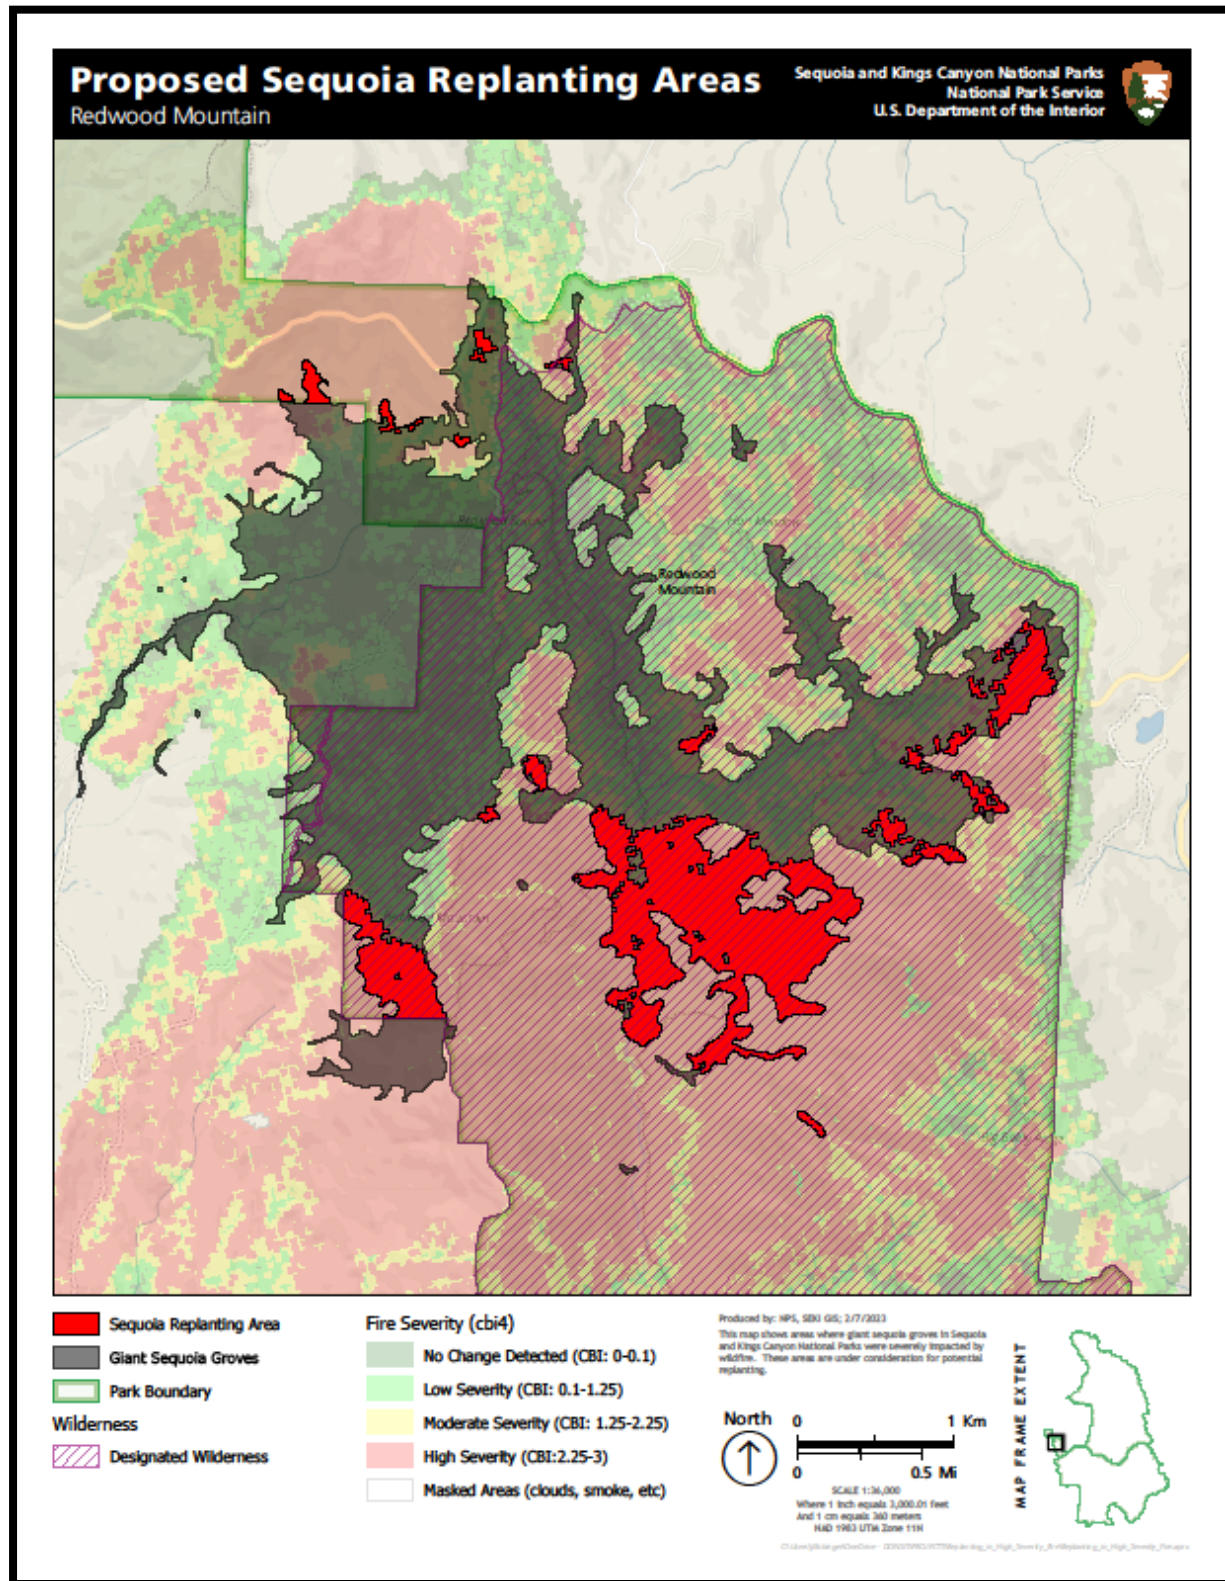 Proposed Sequoia Replanting Areas
Redwood Mountain
Sequoia and Kings Canyon National Parks
National Park Service
U.S. Department of the Interior
Redwood
Mountain
Sequoia Replanting Area
Giant Sequoia Groves
Park Boundary
Wilderness
Designated Wilderness
Fire Severity (cbi4)
No Change Detected (CBI: 0-0.1)
Low Severity (CBI: 0.1-1.25)
Moderate Severity (CBI: 1.25-2.25)
High Severity (CBI:2.25-3)
Masked Areas (clouds, smoke, etc)
Produced by: NPS, SEKI GIS; 2/7/2023
This map shows areas where giant sequoia groves in Sequoia
and Kings Canyon National Parks were severely impacted by
wildfire. These areas are under consideration for potential
replanting.
North
0 1 Km
0 0.5 Mi
SCALE 1:36,000
Where 1 inch equals 3,000.01 feet
And 1 cm equals 360 meters
NAD 1983 UTM Zone 11N
MAP FRAME EXTENT